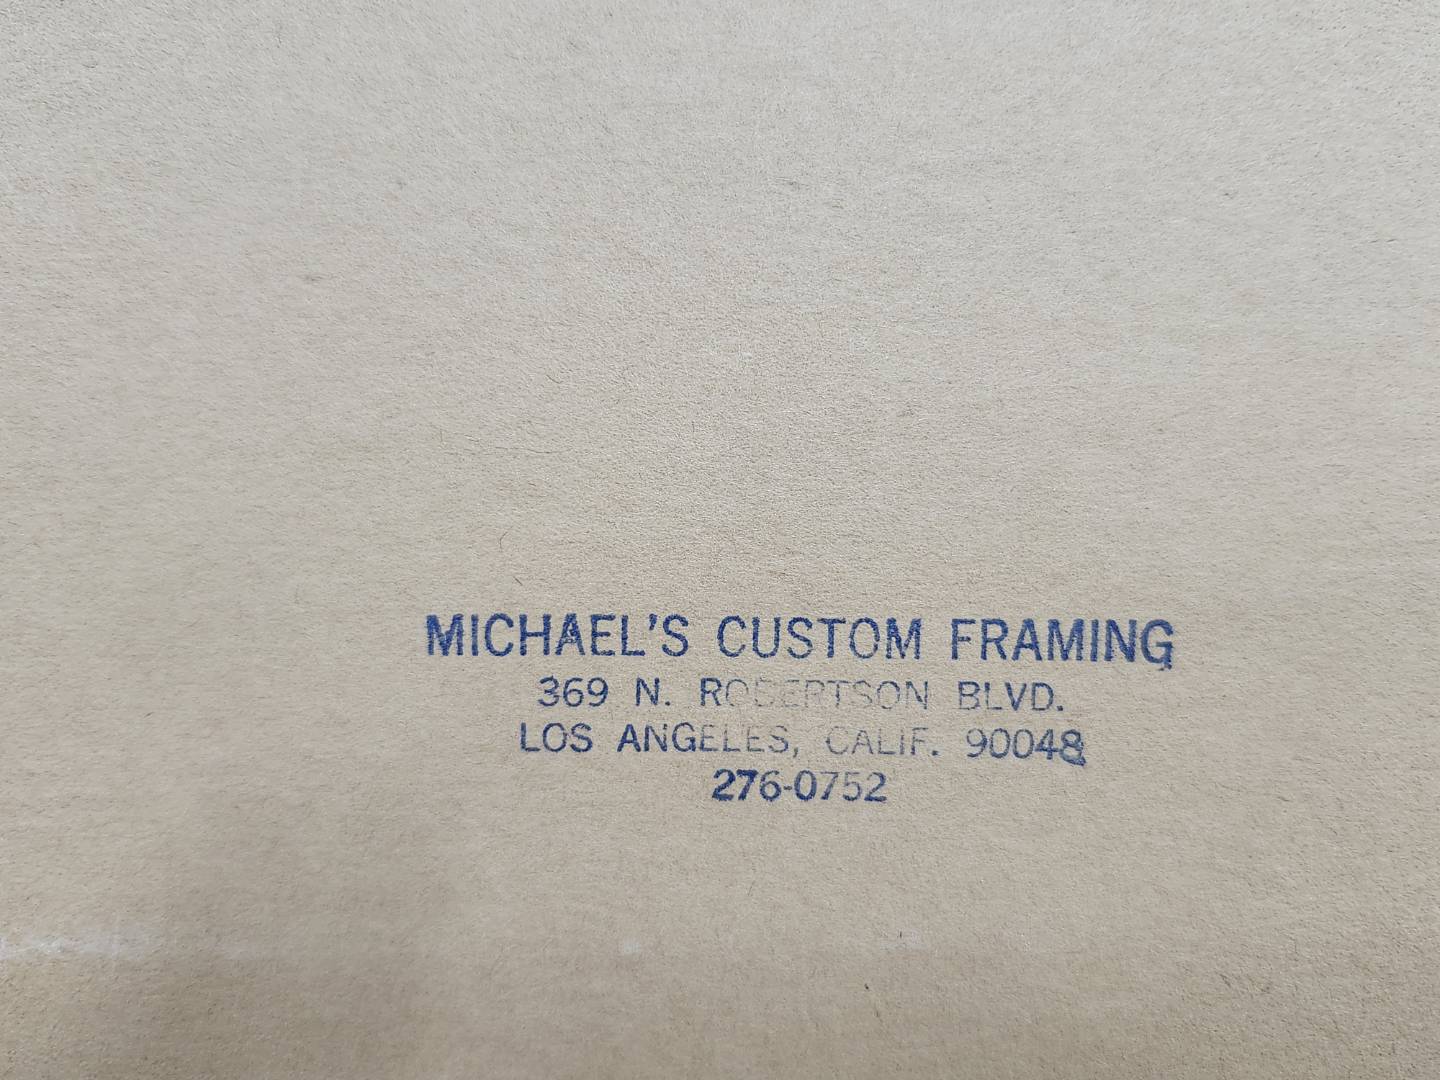 MICHAEL'S CUSTOM FRAMING
369 N. ROBERTSON BLVD.
LOS ANGELES, CALIF. 90048
276-0752